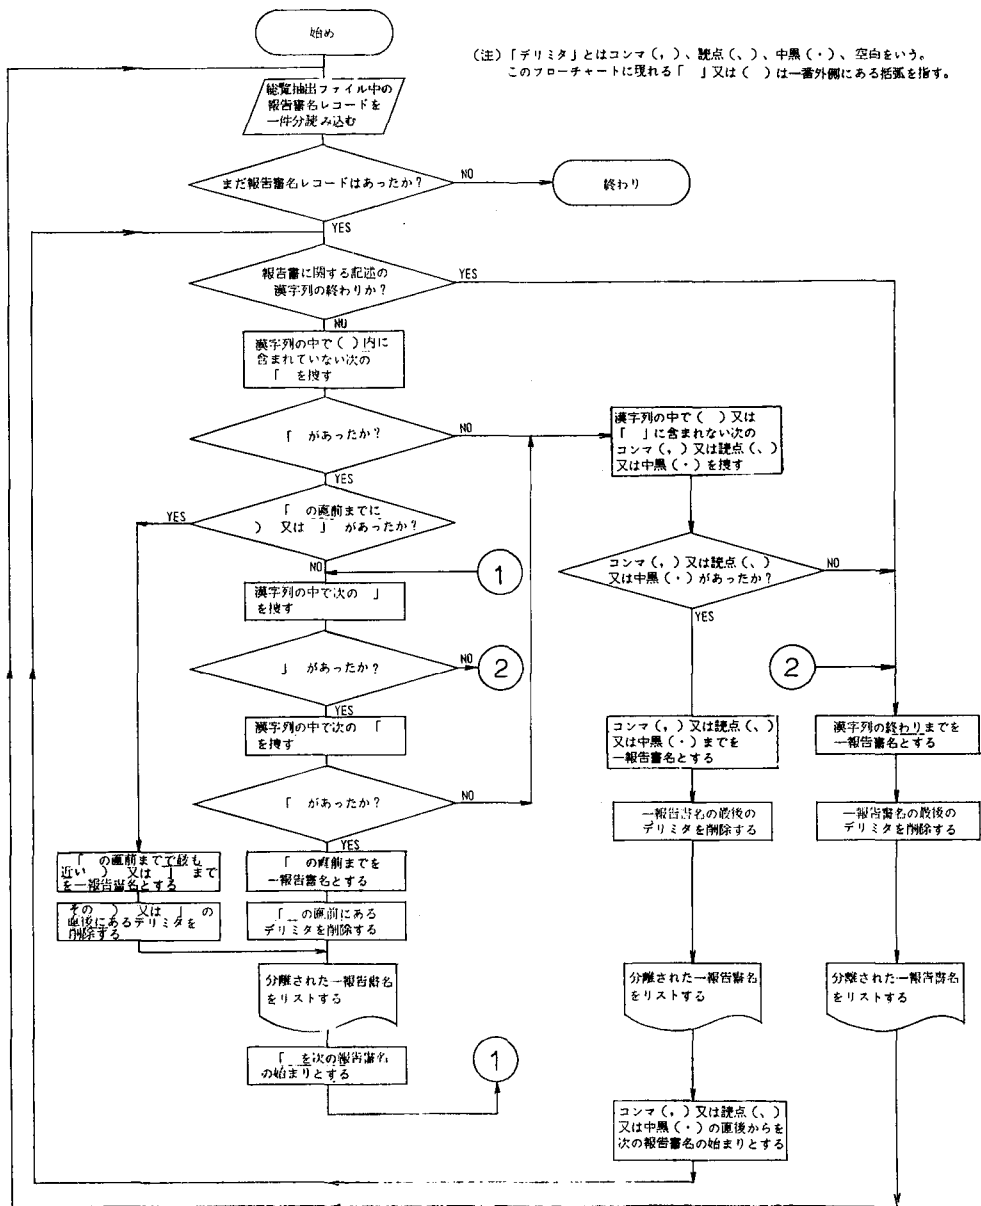 始め
(注)「デリミタ」とはコンマ(,)、読点(、)、中黒(・)、空白をいう。
このフローチャートに現れる「 」又は( )は一番外側にある括弧を指す。
総覧抽出ファイル中の
報告書名レコードを
一件分読み込む
まだ報告書名レコードはあったか?
NO
終わり
YES
報告書に関する記述の
漢字列の終わりか?
YES
NO
漢字列の中で( )内に
含まれていない次の
「 を捜す
「 があったか?
NO
漢字列の中で( )又は
「 」に含まれない次の
コンマ(,)又は読点(、)
又は中黒(・)を捜す
YES
「 の直前までに
) 又は 」 があったか?
YES
NO
1
コンマ(,)又は読点(、)
又は中黒(・)があったか?
NO
YES
漢字列の中で次の 」
を捜す
」 があったか?
NO
2
2
YES
漢字列の中で次の 「
を捜す
コンマ(,)又は読点(、)
又は中黒(・)までを
一報告書名とする
漢字列の終わりまでを
一報告書名とする
「 があったか?
NO
一報告書名の最後の
デリミタを削除する
一報告書名の最後の
デリミタを削除する
YES
「 の直前までで最も
近い ) 又は 」 まで
を一報告書名とする
「 の直前までを
一報告書名とする
その ) 又は 」 の
直後にあるデリミタを
削除する
「 の直前にある
デリミタを削除する
分離された一報告書名
をリストする
分離された一報告書名
をリストする
分離された一報告書名
をリストする
「 を次の報告書名
の始まりとする
1
コンマ(,)又は読点(、)
又は中黒(・)の直後からを
次の報告書名の始まりとする